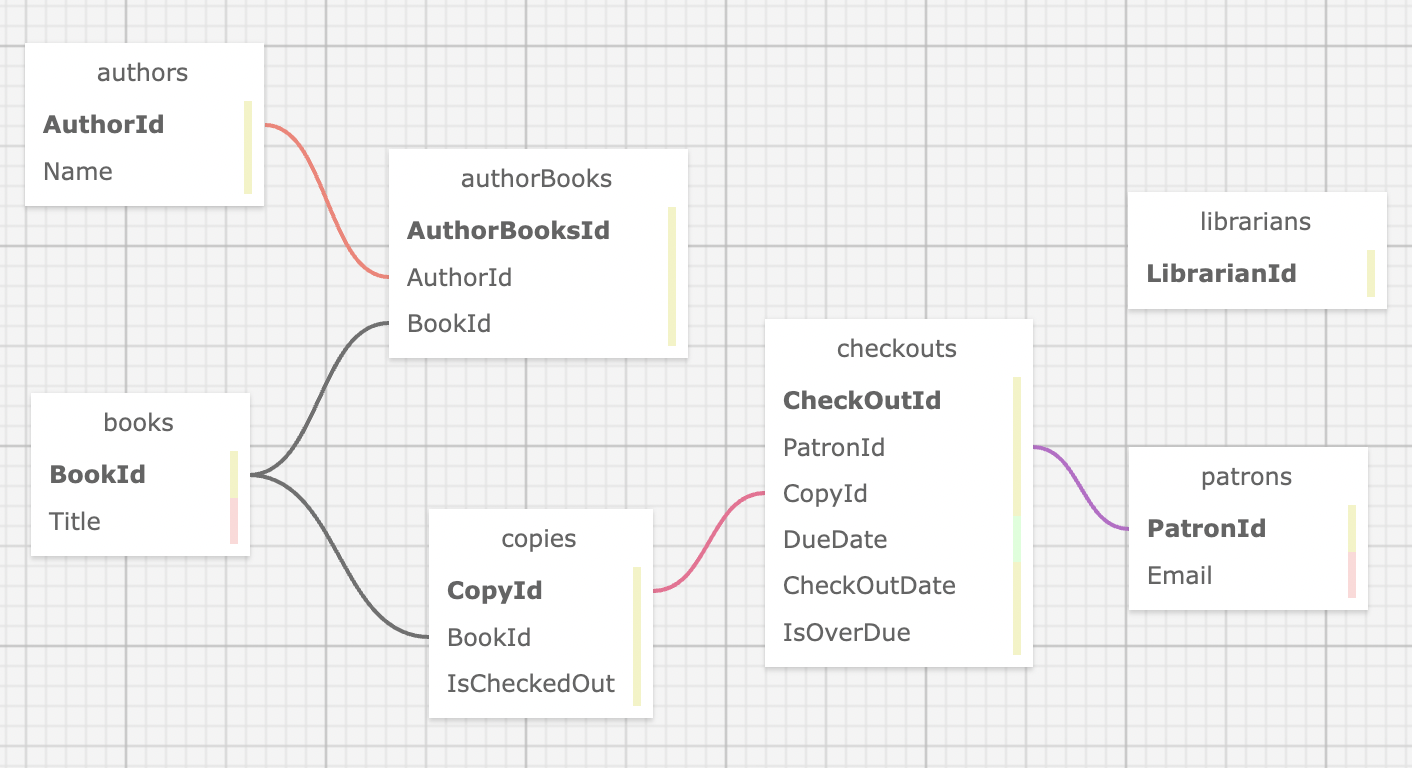 authors
AuthorId
Name
authorBooks
AuthorBooksId
AuthorId
BookId
books
BookId
Title
copies
CopyId
BookId
IsCheckedOut
checkouts
CheckOutId
PatronId
CopyId
DueDate
CheckOutDate
IsOverDue
librarians
LibrarianId
patrons
PatronId
Email